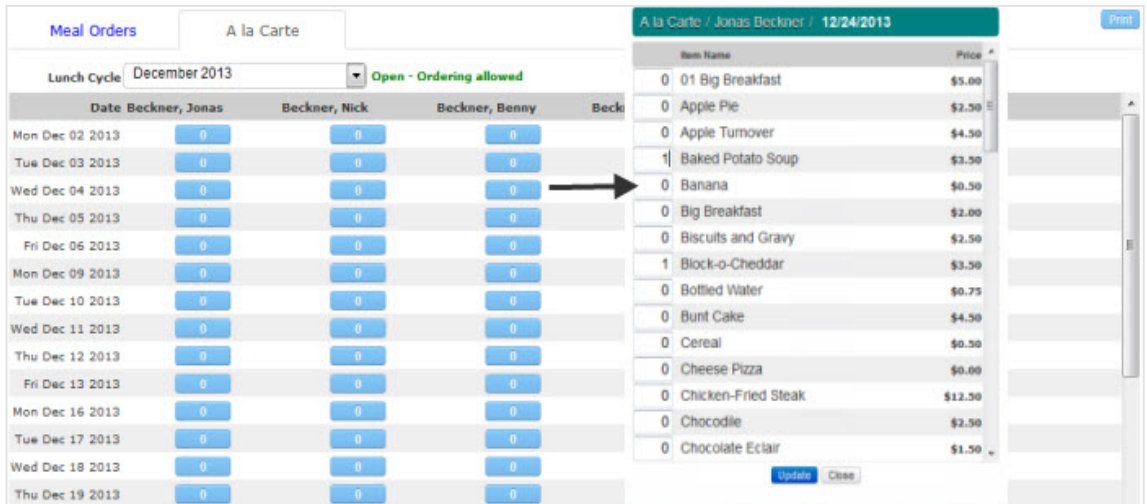 Meal Orders
A la Carte
Print
Lunch Cycle December 2013 Open - Ordering allowed
Date Beckner, Jonas Beckner, Nick Beckner, Benny Beck
Mon Dec 02 2013 0 0 0
Tue Dec 03 2013 0 0 0
Wed Dec 04 2013 0 0 0
Thu Dec 05 2013 0 0 0
Fri Dec 06 2013 0 0 0
Mon Dec 09 2013 0 0 0
Tue Dec 10 2013 0 0 0
Wed Dec 11 2013 0 0 0
Thu Dec 12 2013 0 0 0
Fri Dec 13 2013 0 0 0
Mon Dec 16 2013 0 0 0
Tue Dec 17 2013 0 0 0
Wed Dec 18 2013 0 0 0
Thu Dec 19 2013 0 0 0
A la Carte / Jonas Beckner / 12/24/2013
Item Name Price
0 01 Big Breakfast $5.00
0 Apple Pie $2.50
0 Apple Turnover $4.50
1 Baked Potato Soup $3.50
0 Banana $0.50
0 Big Breakfast $2.00
0 Biscuits and Gravy $2.50
1 Block-o-Cheddar $3.50
0 Bottled Water $0.75
0 Bunt Cake $4.50
0 Cereal $0.50
0 Cheese Pizza $0.00
0 Chicken-Fried Steak $12.50
0 Chocodile $2.50
0 Chocolate Eclair $1.50
Update Close